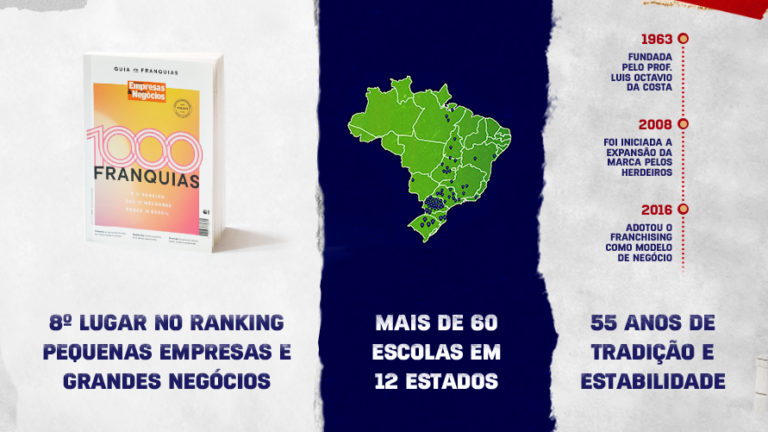 GUIA DE FRANQUIAS
Empresas
Negócios
1000
FRANQUIAS
8º LUGAR NO RANKING
PEQUENAS EMPRESAS E
GRANDES NEGÓCIOS
MAIS DE 60
ESCOLAS EM
12 ESTADOS
1963
FUNDADA
PELO PROF.
LUIS OCTAVIO
DA COSTA
2008
FOI INICIADA A
EXPANSÃO DA
MARCA PELOS
HERDEIROS
2016
ADOTOU O
FRANCHISING
COMO MODELO
DE NEGÓCIO
55 ANOS DE
TRADIÇÃO E
ESTABILIDADE